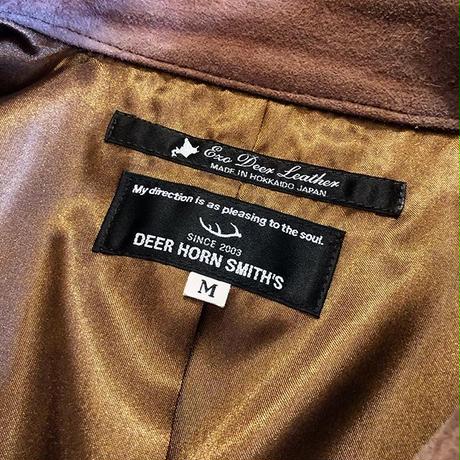 Ezo Deer Leather
MADE IN HOKKAIDO JAPAN
My direction is as pleasing to the soul.
SINCE 2003
DEER HORN SMITH'S
M